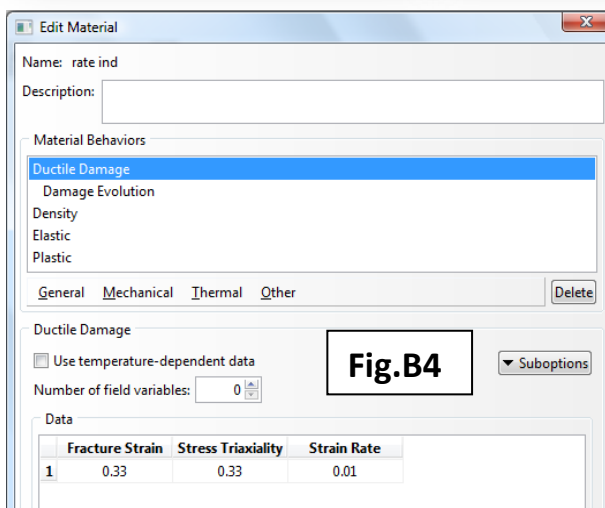 Edit Material
Name: rate ind
Description:
Material Behaviors
Ductile Damage
Damage Evolution
Density
Elastic
Plastic
General Mechanical Thermal Other Delete
Ductile Damage
Use temperature-dependent data
Fig.B4
Suboptions
Number of field variables: 0
Data
Fracture Strain Stress Triaxiality Strain Rate
1 0.33 0.33 0.01